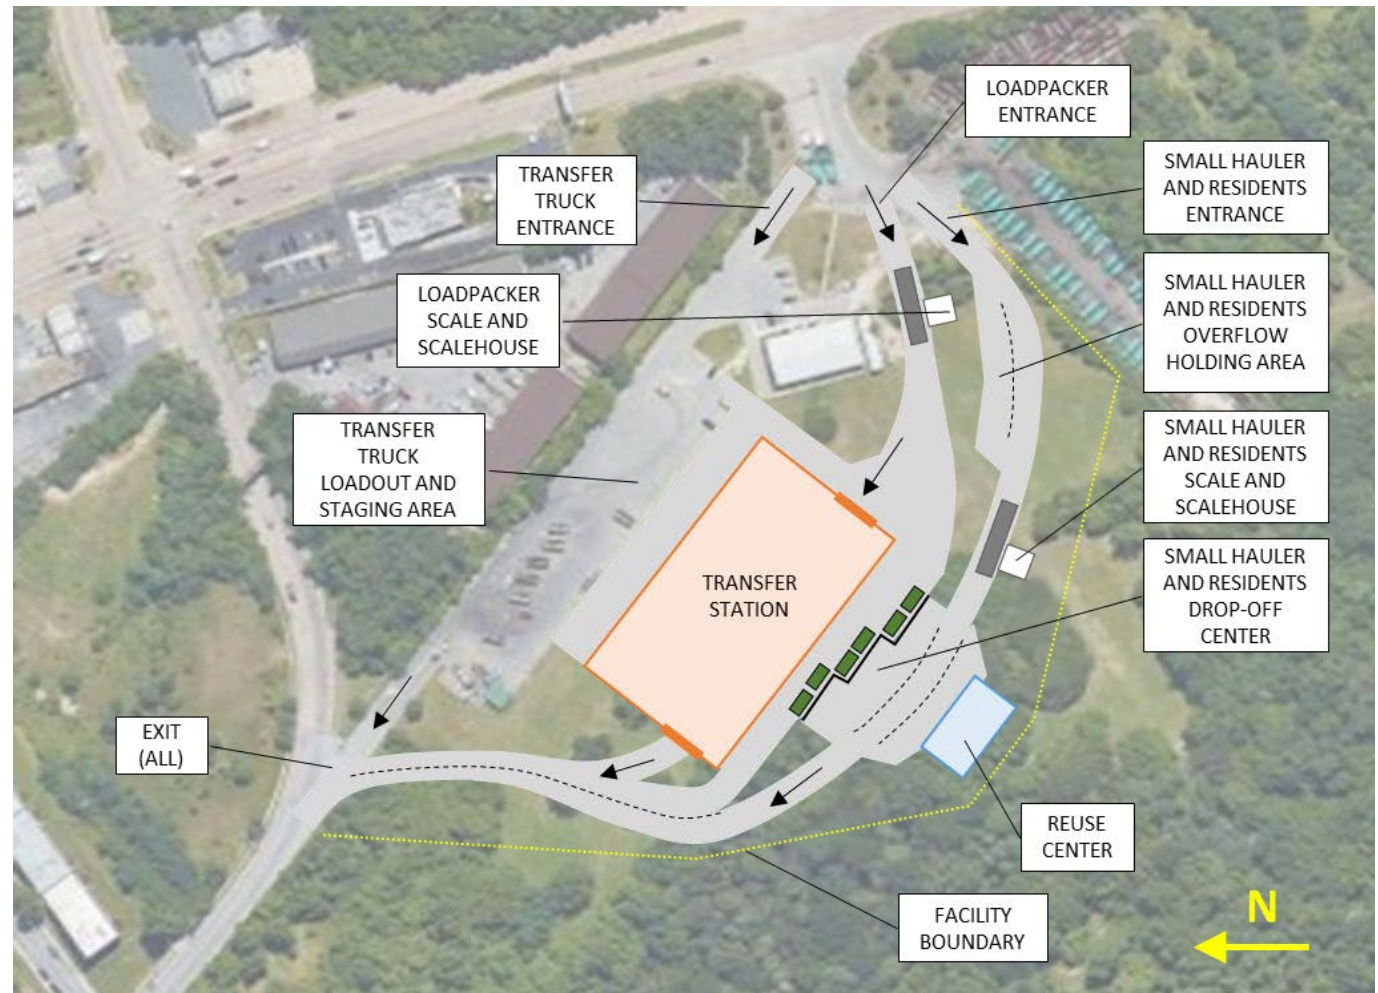 LOADPACKER
ENTRANCE
TRANSFER
TRUCK
ENTRANCE
SMALL HAULER
AND RESIDENTS
ENTRANCE
LOADPACKER
SCALE AND
SCALEHOUSE
SMALL HAULER
AND RESIDENTS
OVERFLOW
HOLDING AREA
TRANSFER
TRUCK
LOADOUT AND
STAGING AREA
SMALL HAULER
AND RESIDENTS
SCALE AND
SCALEHOUSE
TRANSFER
STATION
SMALL HAULER
AND RESIDENTS
DROP-OFF
CENTER
EXIT
(ALL)
REUSE
CENTER
FACILITY
BOUNDARY
N